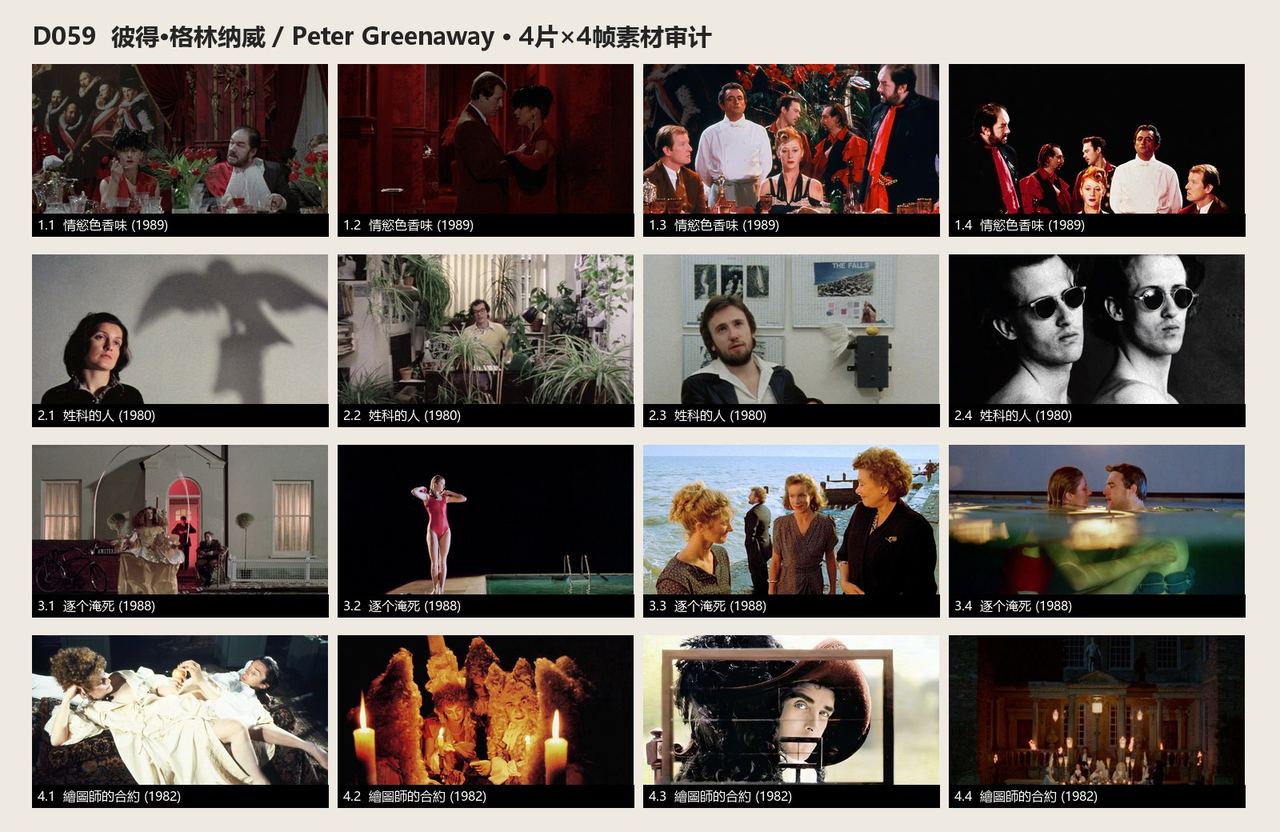 D059 彼得•格林纳威 / Peter Greenaway • 4片×4帧素材审计
1.1 情慾色香味 (1989)
1.2 情慾色香味 (1989)
1.3 情慾色香味 (1989)
1.4 情慾色香味 (1989)
THE FALLS
2.1 姓科的人 (1980)
2.2 姓科的人 (1980)
2.3 姓科的人 (1980)
2.4 姓科的人 (1980)
3.1 逐个淹死 (1988)
3.2 逐个淹死 (1988)
3.3 逐个淹死 (1988)
3.4 逐个淹死 (1988)
4.1 繪圖師的合約 (1982)
4.2 繪圖師的合約 (1982)
4.3 繪圖師的合約 (1982)
4.4 繪圖師的合約 (1982)